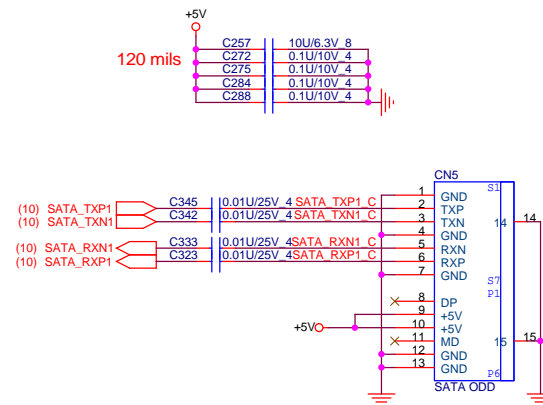 +5V
120 mils
C257 10U/6.3V_8
C272 0.1U/10V_4
C275 0.1U/10V_4
C284 0.1U/10V_4
C288 0.1U/10V_4
CN5
1 GND S1
(10) SATA_TXP1 C345 0.01U/25V_4 SATA_TXP1_C 2 TXP
(10) SATA_TXN1 C342 0.01U/25V_4 SATA_TXN1_C 3 TXN 14 14
4 GND
(10) SATA_RXN1 C333 0.01U/25V_4 SATA_RXN1_C 5 RXN
(10) SATA_RXP1 C323 0.01U/25V_4 SATA_RXP1_C 6 RXP
7 GND S7
P1
8 DP
9 +5V
+5V 10 +5V
11 MD 15 15
12 GND
13 GND P6
SATA ODD